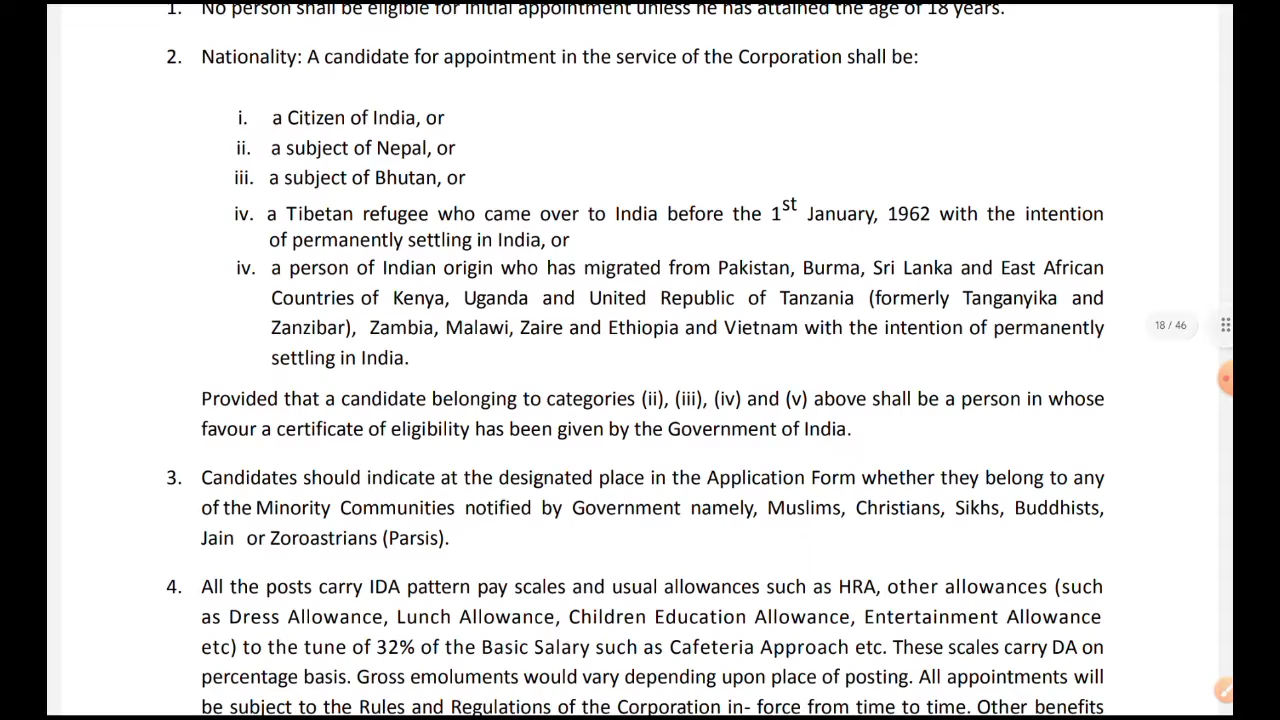 1. No person shall be eligible for initial appointment unless he has attained the age of 18 years.
2. Nationality: A candidate for appointment in the service of the Corporation shall be:
i. a Citizen of India, or
ii. a subject of Nepal, or
iii. a subject of Bhutan, or
iv. a Tibetan refugee who came over to India before the 1st January, 1962 with the intention
of permanently settling in India, or
iv. a person of Indian origin who has migrated from Pakistan, Burma, Sri Lanka and East African
Countries of Kenya, Uganda and United Republic of Tanzania (formerly Tanganyika and
Zanzibar), Zambia, Malawi, Zaire and Ethiopia and Vietnam with the intention of permanently
settling in India.
18 / 46
Provided that a candidate belonging to categories (ii), (iii), (iv) and (v) above shall be a person in whose
favour a certificate of eligibility has been given by the Government of India.
3. Candidates should indicate at the designated place in the Application Form whether they belong to any
of the Minority Communities notified by Government namely, Muslims, Christians, Sikhs, Buddhists,
Jain or Zoroastrians (Parsis).
4. All the posts carry IDA pattern pay scales and usual allowances such as HRA, other allowances (such
as Dress Allowance, Lunch Allowance, Children Education Allowance, Entertainment Allowance
etc) to the tune of 32% of the Basic Salary such as Cafeteria Approach etc. These scales carry DA on
percentage basis. Gross emoluments would vary depending upon place of posting. All appointments will
be subject to the Rules and Regulations of the Corporation in- force from time to time. Other benefits